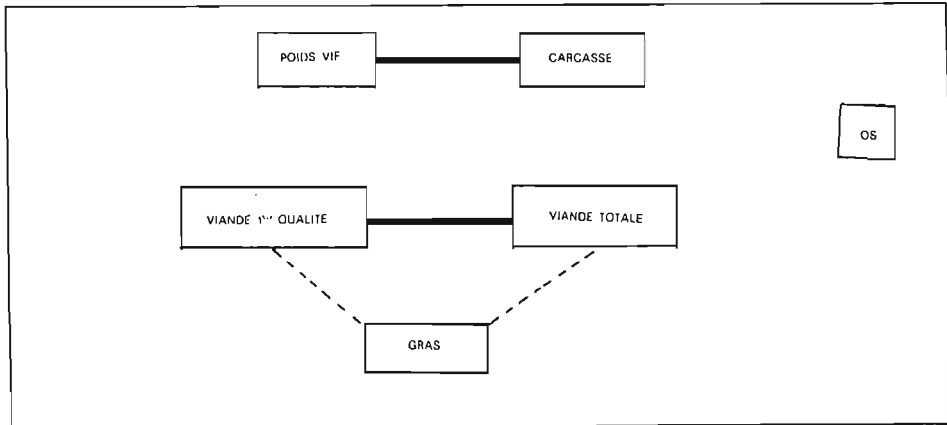 POIDS VIF
CARCASSE
OS
VIANDE 1re QUALITE
VIANDE TOTALE
GRAS